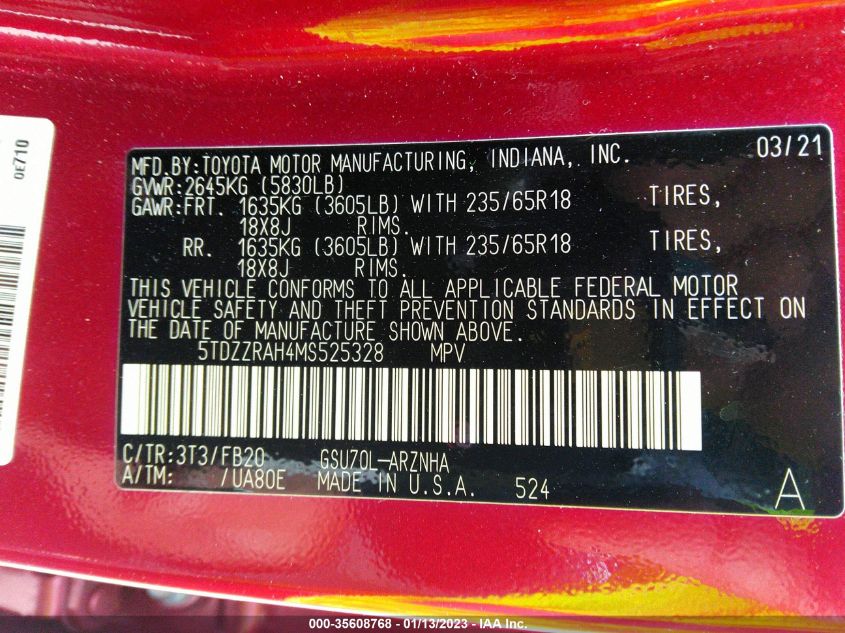 0E710
MFD.BY:TOYOTA MOTOR MANUFACTURING, INDIANA, INC. 03/21
GVWR:2645KG (5830LB)
GAWR:FRT. 1635KG (3605LB) WITH 235/65R18 TIRES,
18X8J RIMS.
RR. 1635KG (3605LB) WITH 235/65R18 TIRES,
18X8J RIMS.
THIS VEHICLE CONFORMS TO ALL APPLICABLE FEDERAL MOTOR
VEHICLE SAFETY AND THEFT PREVENTION STANDARDS IN EFFECT ON
THE DATE OF MANUFACTURE SHOWN ABOVE.
5TDZZRAH4MS525328 MPV
C/TR:3T3/FB20 GSU70L-ARZNHA
A/TM: /UA80E MADE IN U.S.A. 524 A
000-35608768 - 01/13/2023 - IAA Inc.